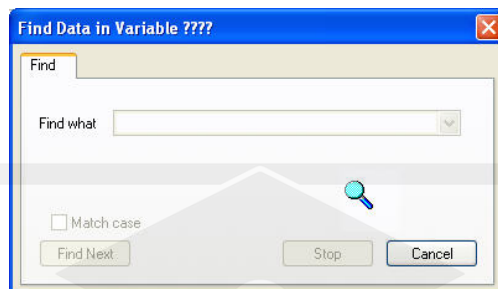 Find Data in Variable ????
Find
Find what
Match case
Find Next Stop Cancel